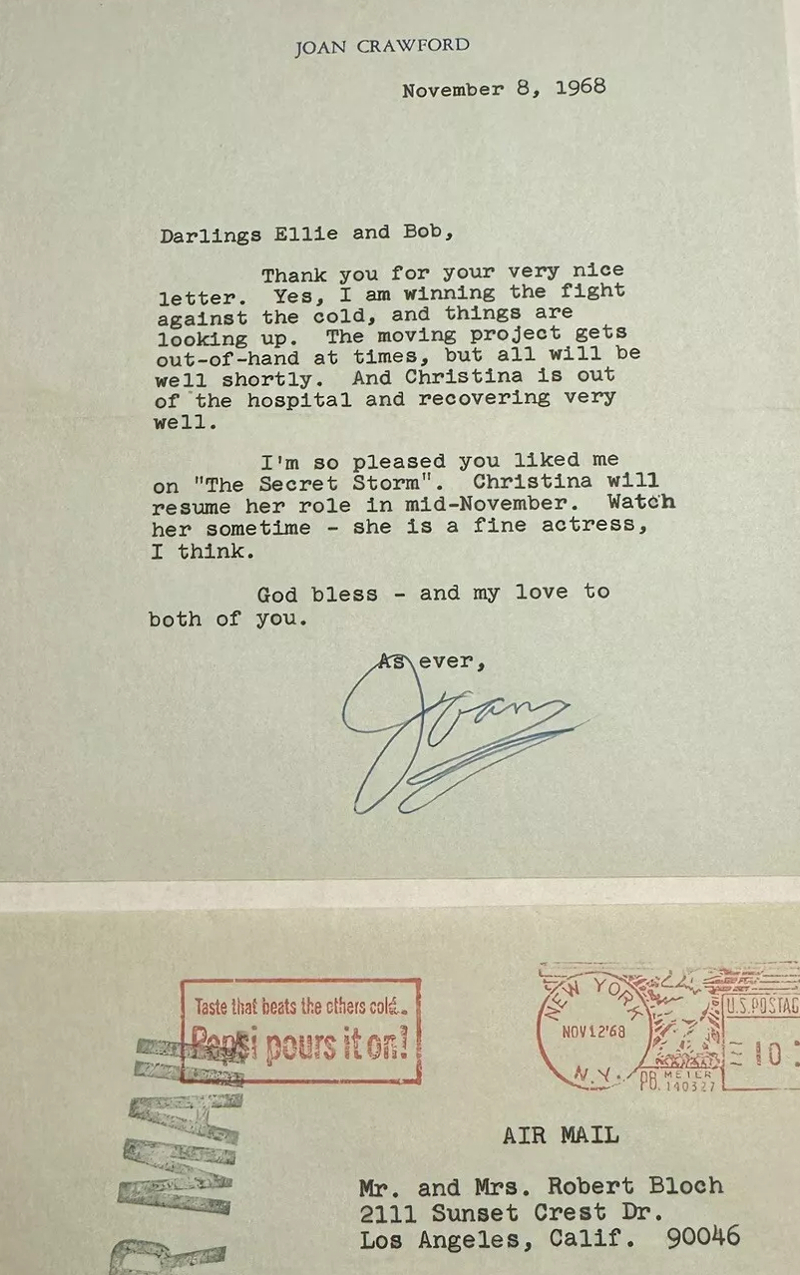 JOAN CRAWFORD
November 8, 1968
Darlings Ellie and Bob,
Thank you for your very nice
letter. Yes, I am winning the fight
against the cold, and things are
looking up. The moving project gets
out-of-hand at times, but all will be
well shortly. And Christina is out
of the hospital and recovering very
well.
I'm so pleased you liked me
on "The Secret Storm". Christina will
resume her role in mid-November. Watch
her sometime - she is a fine actress,
I think.
God bless - and my love to
both of you.
As ever,
Joan
Taste that beats the others cold..
Pepsi pours it on!
NEW YORK
NOV 12'68
N.Y.
U.S. POSTAG
10
PB. METER
140327
AIR MAIL
Mr. and Mrs. Robert Bloch
2111 Sunset Crest Dr.
Los Angeles, Calif. 90046